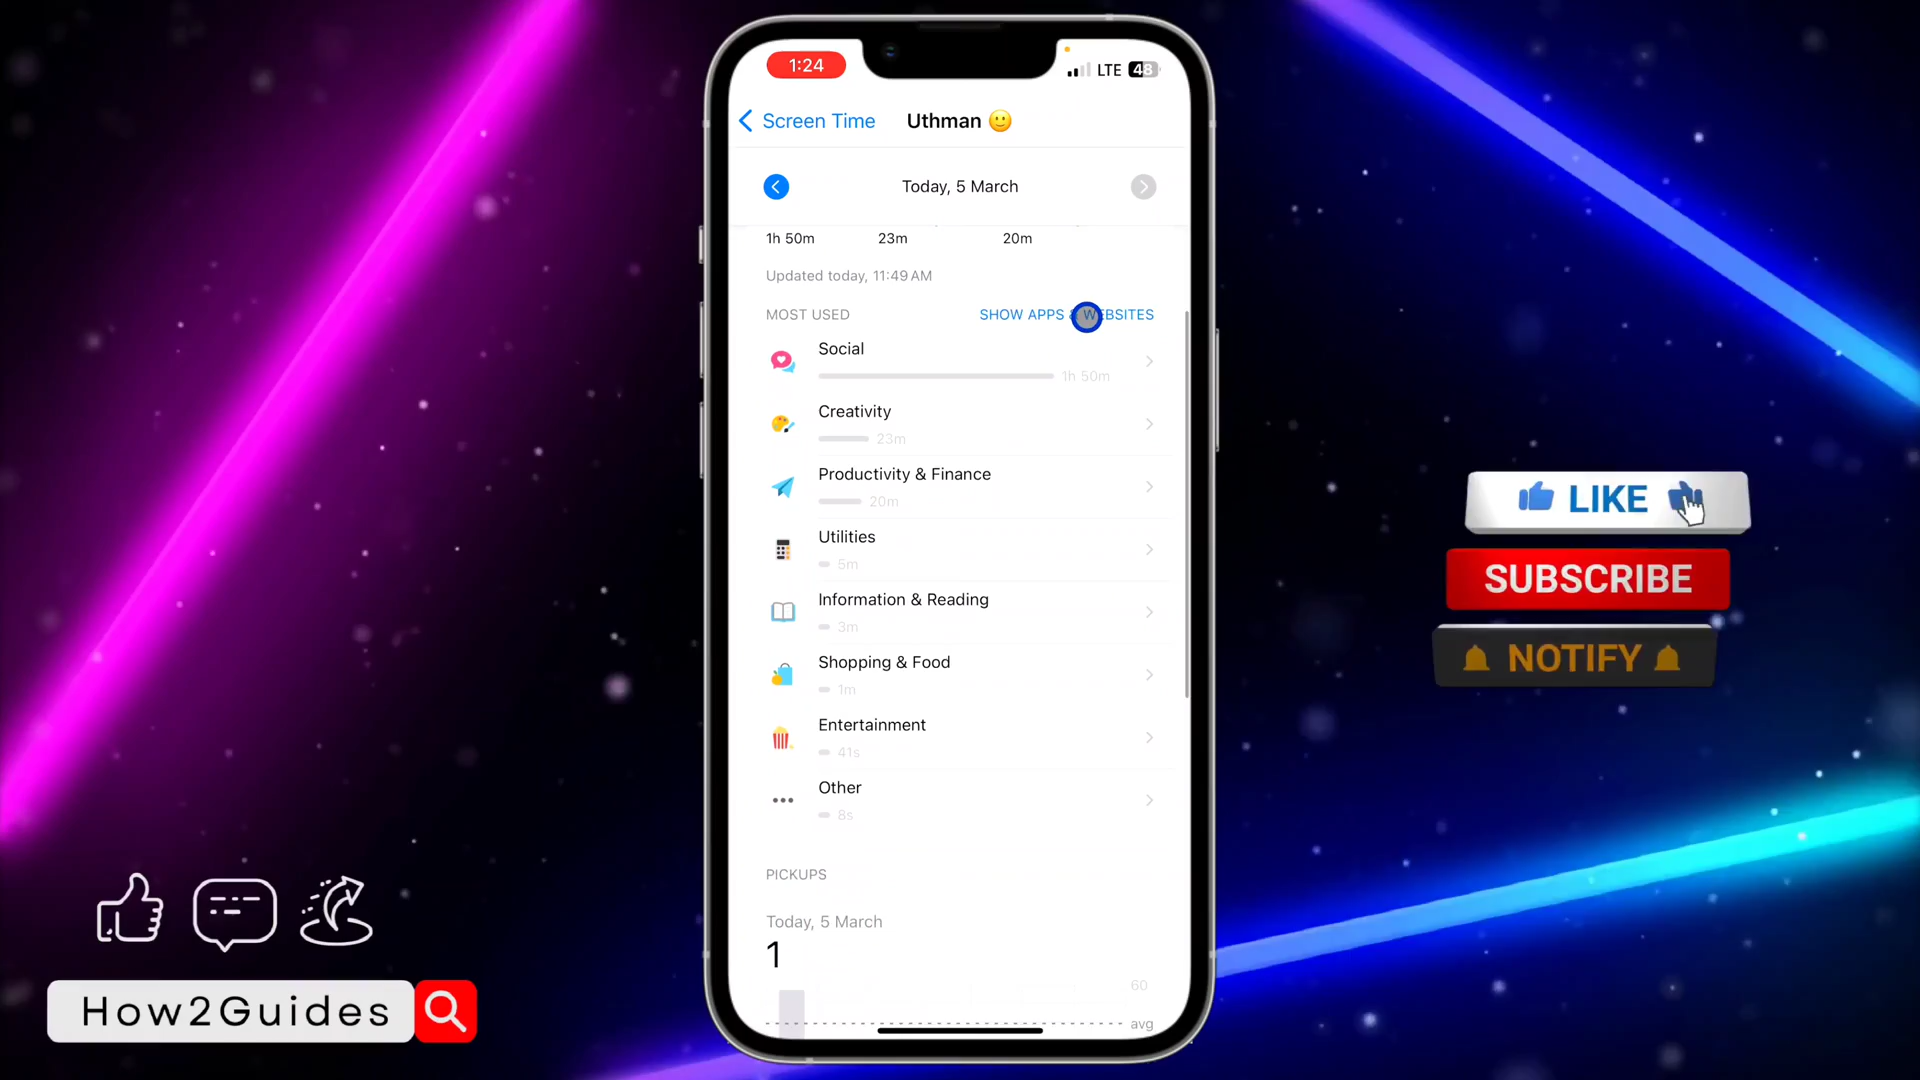 1:24
LTE 48
Screen Time
Uthman 🙂
Today, 5 March
1h 50m 23m 20m
Updated today, 11:49 AM
MOST USED SHOW APPS & WEBSITES
Social
1h 50m
Creativity
23m
Productivity & Finance
20m
Utilities
5m
Information & Reading
3m
Shopping & Food
1m
Entertainment
41s
Other
8s
PICKUPS
Today, 5 March
1
60
avg
LIKE
SUBSCRIBE
NOTIFY
How2Guides